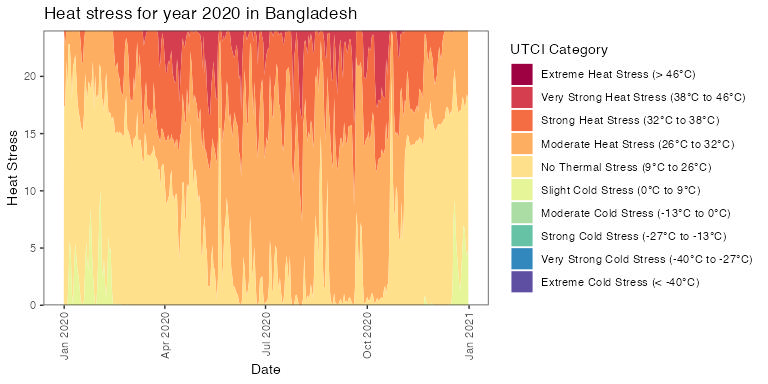 Heat stress for year 2020 in Bangladesh
Heat Stress
20
15
10
5
0
Jan 2020
Apr 2020
Jul 2020
Oct 2020
Jan 2021
Date
UTCI Category
Extreme Heat Stress (> 46°C)
Very Strong Heat Stress (38°C to 46°C)
Strong Heat Stress (32°C to 38°C)
Moderate Heat Stress (26°C to 32°C)
No Thermal Stress (9°C to 26°C)
Slight Cold Stress (0°C to 9°C)
Moderate Cold Stress (-13°C to 0°C)
Strong Cold Stress (-27°C to -13°C)
Very Strong Cold Stress (-40°C to -27°C)
Extreme Cold Stress (< -40°C)